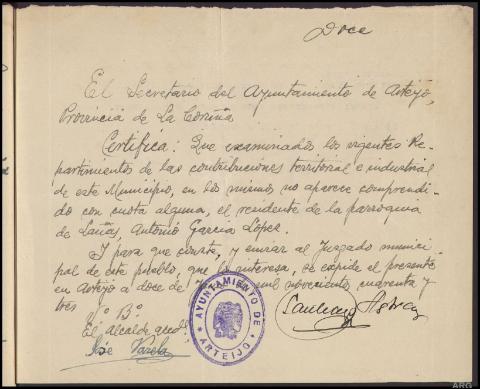 Doce
El Secretario del Ayuntamiento de Arteijo,
Provincia de La Coruña
Certifica: Que examinados los vigentes Re-
partimientos de las contribuciones territorial e industrial
de este Municipio, en los mismos no aparece comprendi-
do con cuota alguna, el residente de la parroquia
de Lañas, Antonio García López.
Y para que conste, y enviar al Juzgado munici-
pal de este pueblo, que lo interesa, se expide el presente
en Arteijo a doce de mil novecientos cuarenta y
tres
Vº Bº
El alcalde
José Varela
AYUNTAMIENTO DE ARTEIJO
ARG